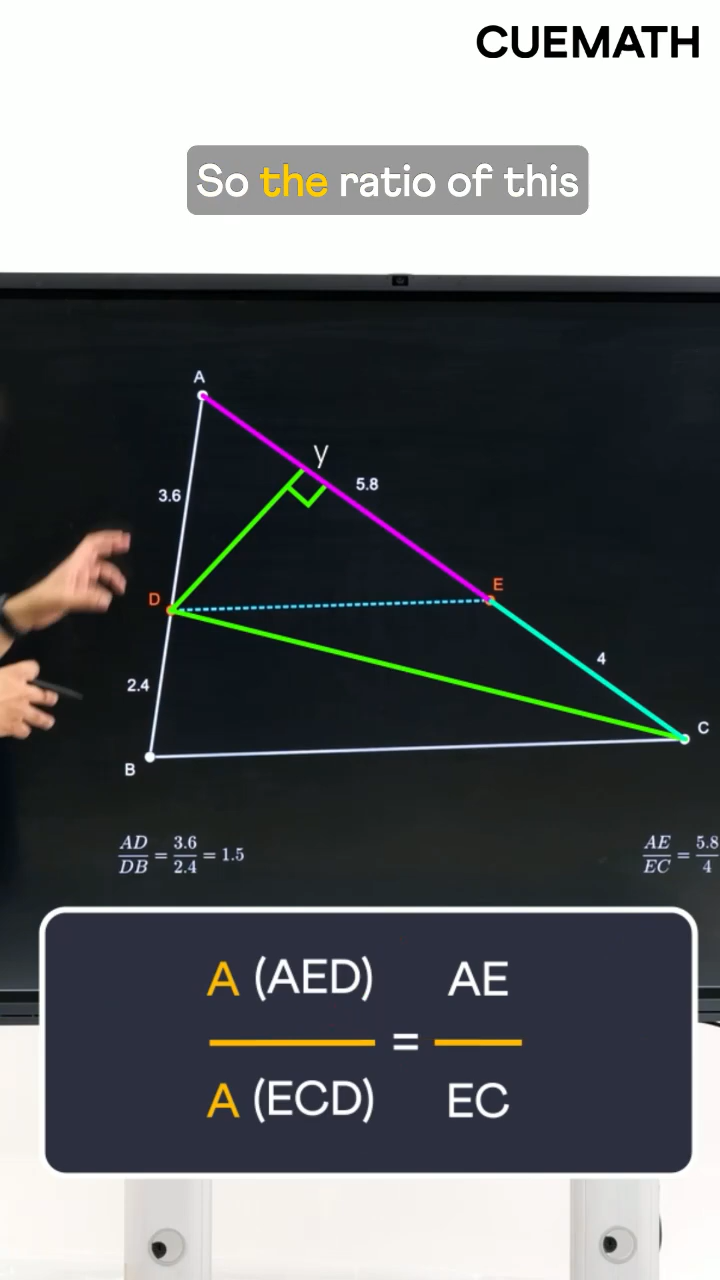 CUEMATH
So the ratio of this
A
y
5.8
3.6
E
D
4
2.4
C
B
AD/DB = 3.6/2.4 = 1.5
AE/EC = 5.8/4
A (AED)/A (ECD) = AE/EC